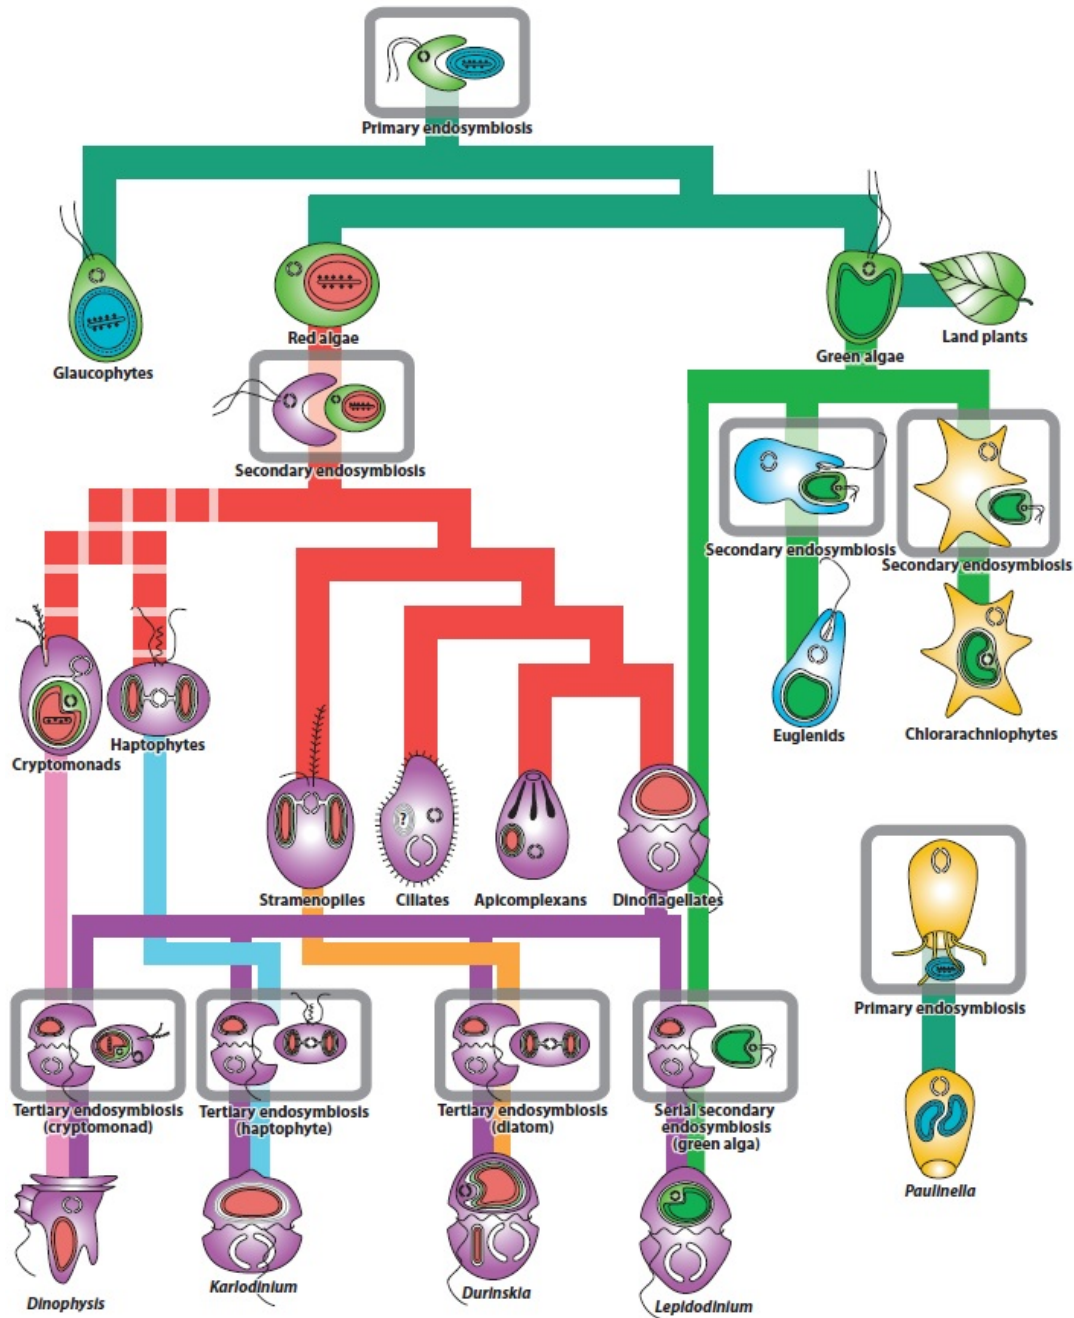 Primary endosymbiosis
Glaucophytes
Red algae
Green algae
Land plants
Secondary endosymbiosis
Secondary endosymbiosis
Secondary endosymbiosis
Cryptomonads
Haptophytes
Euglenids
Chlorarachniophytes
Stramenopiles
?
Ciliates
Apicomplexans
Dinoflagellates
Primary endosymbiosis
Tertiary endosymbiosis
(cryptomonad)
Tertiary endosymbiosis
(haptophyte)
Tertiary endosymbiosis
(diatom)
Serial secondary
endosymbiosis
(green alga)
Paulinella
Dinophysis
Karlodinium
Durinskia
Lepidodinium